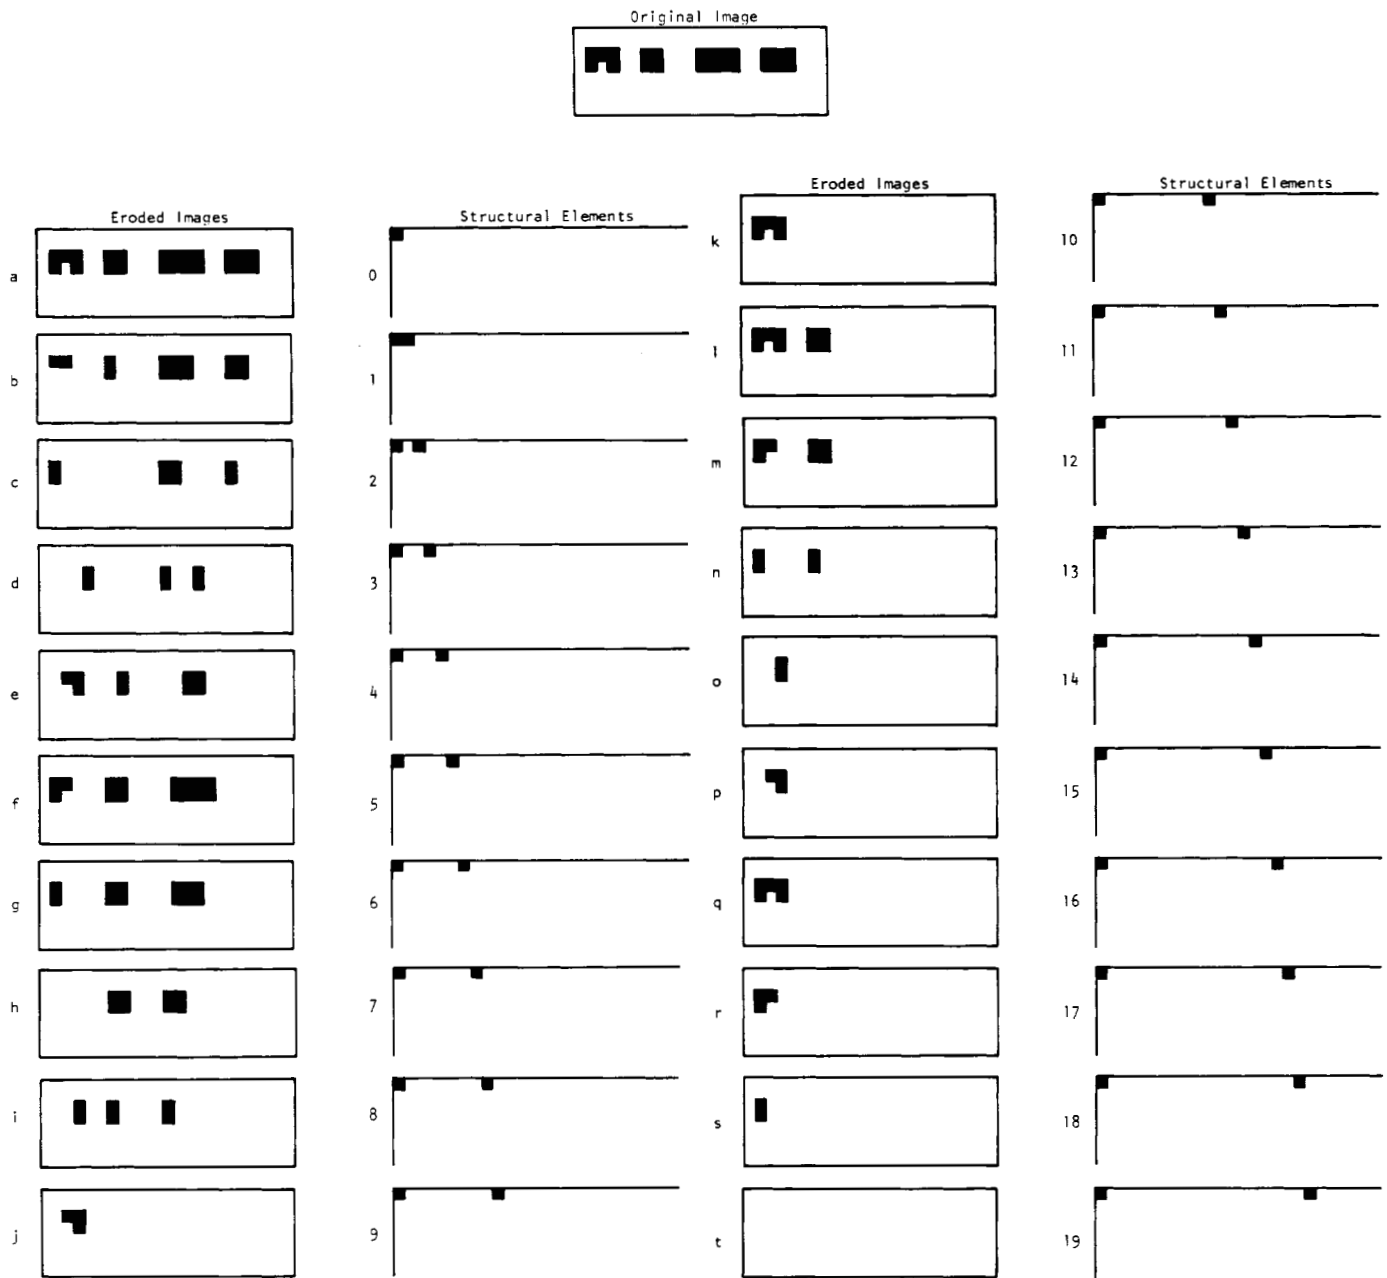 Original Image
Eroded Images
Structural Elements
Eroded Images
Structural Elements
a
0
b
1
c
2
d
3
e
4
f
5
g
6
h
7
i
8
j
9
k
10
l
11
m
12
n
13
o
14
p
15
q
16
r
17
s
18
t
19